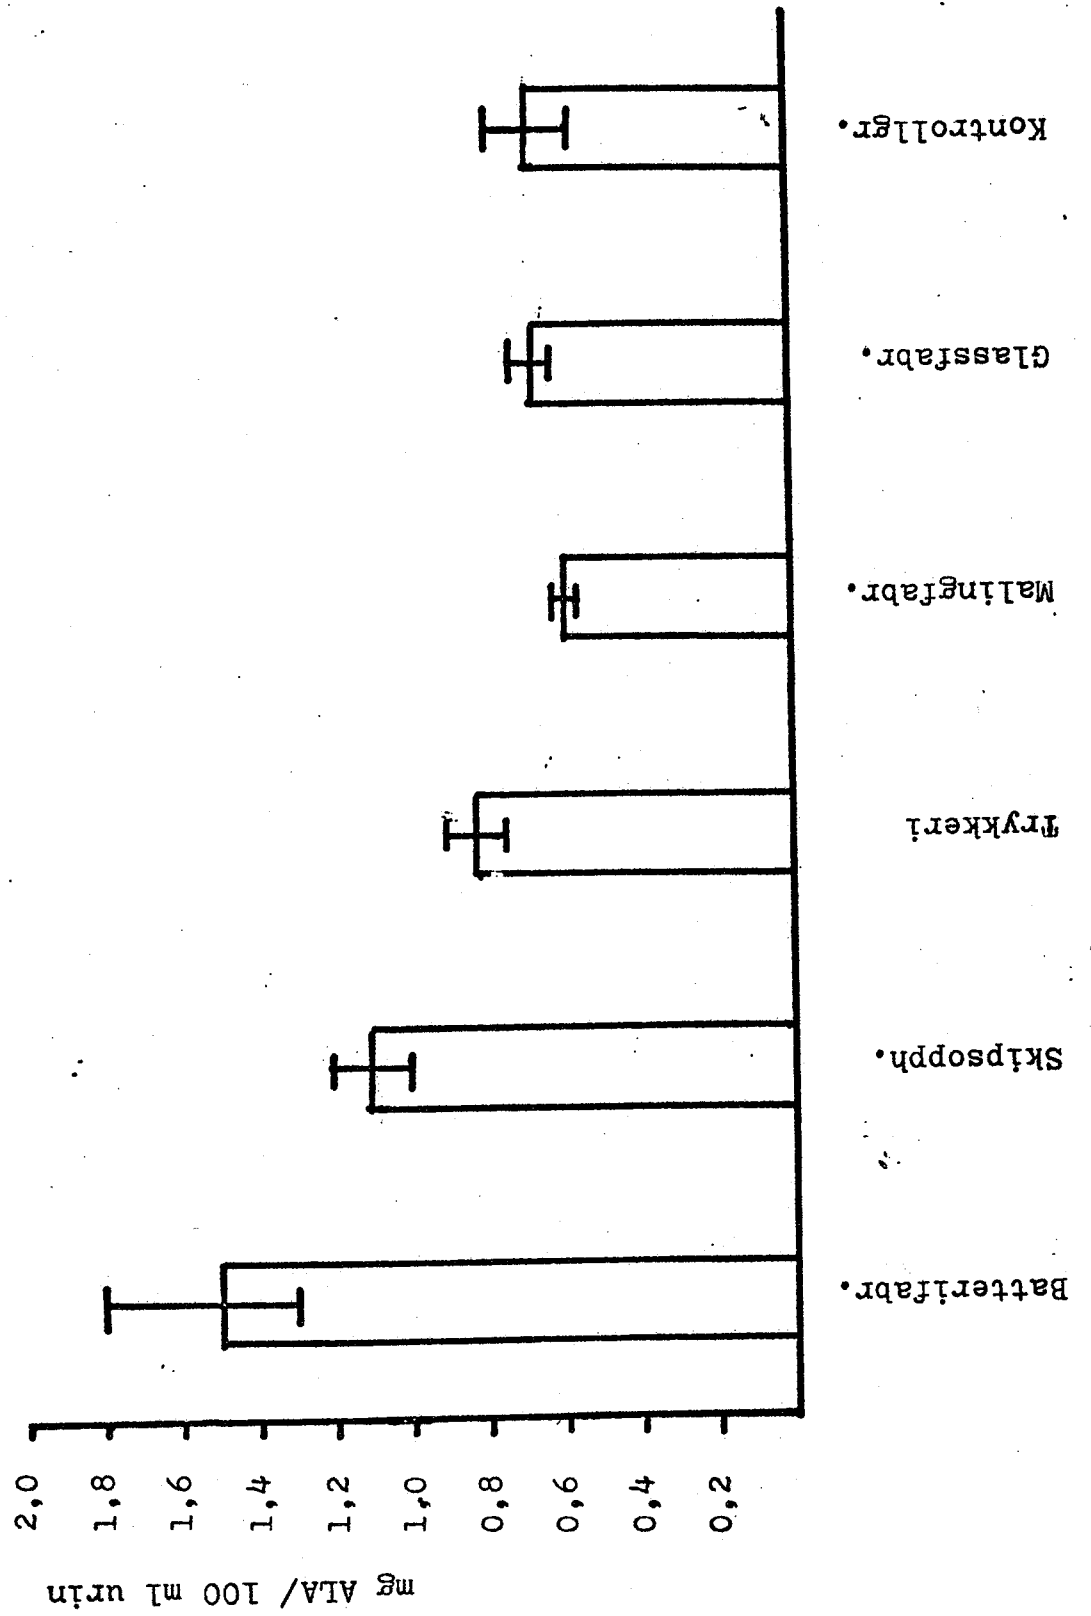 mg ALA/ 100 ml urin
2,0
1,8
1,6
1,4
1,2
1,0
0,8
0,6
0,4
0,2
Batterifabr.
Skipsopph.
Trykkeri
Malingfabr.
Glassfabr.
Kontrollgr.